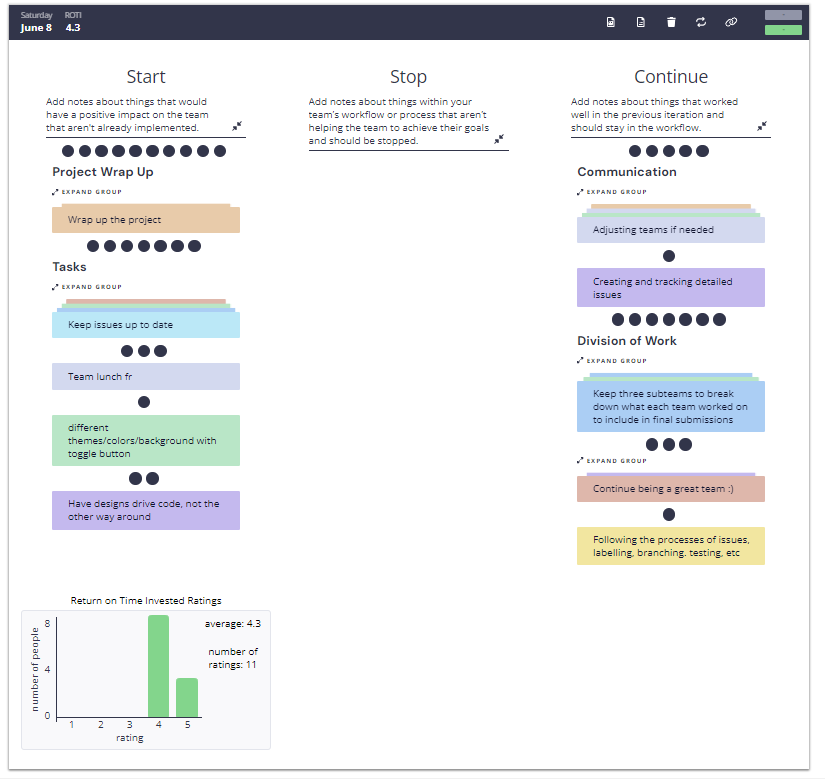 Saturday ROTI
June 8 4.3
Start
Add notes about things that would
have a positive impact on the team
that aren't already implemented.
Project Wrap Up
EXPAND GROUP
Wrap up the project
Tasks
EXPAND GROUP
Keep issues up to date
Team lunch fr
different
themes/colors/background with
toggle button
Have designs drive code, not the
other way around
Stop
Add notes about things within your
team's workflow or process that aren't
helping the team to achieve their goals
and should be stopped.
Continue
Add notes about things that worked
well in the previous iteration and
should stay in the workflow.
Communication
EXPAND GROUP
Adjusting teams if needed
Creating and tracking detailed
issues
Division of Work
EXPAND GROUP
Keep three subteams to break
down what each team worked on
to include in final submissions
EXPAND GROUP
Continue being a great team :)
Following the processes of issues,
labelling, branching, testing, etc
Return on Time Invested Ratings
number of people
8
4
0
1 2 3 4 5
rating
average: 4.3
number of
ratings: 11